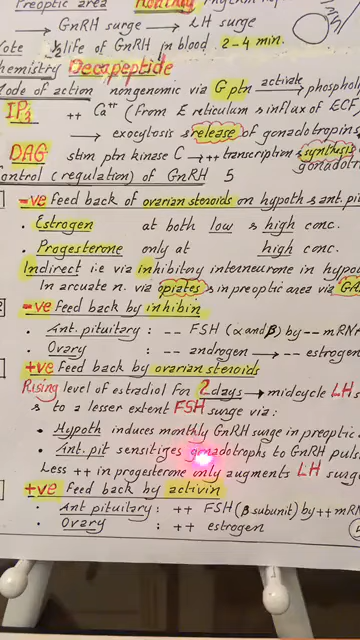 Preoptic area Monthly rhythm
→ GnRH surge → LH surge
Note ½ life of GnRH in blood 2-4 min.
Chemistry Decapeptide
Mode of action nongenomic via G ptn activate → phospholi
IP3 ++ Ca++ (from E reticulum & influx of ECF
→ exocytosis & release of gonadotropins
DAG stim ptn kinase C → ++ transcription & synthesis
gonadotr
Control (regulation) of GnRH 5
-ve Feed back of ovarian steroids on hypoth & ant. pit
• Estrogen at both low & high conc.
• Progesterone only at high conc.
Indirect i.e via inhibitory interneurone in hypo
In arcuate n. via opiates & in preoptic area via GA
2 -ve Feed back by inhibin
• Ant. pituitary : -- FSH (α and β) by -- mRN
• Ovary : -- androgen → -- estrogen
+ve Feed back by ovarian steroids
Rising level of estradiol for 2 days → midcycle LH s
& to a lesser extent FSH surge via:
• Hypoth induces monthly GnRH surge in preoptic
• Ant. pit sensitizes gonadotrophs to GnRH puls
Less ++ in progesterone only augments LH surg
+ve Feed back by activin
• Ant pituitary : ++ FSH (β subunit) by ++ mR
• Ovary : ++ estrogen